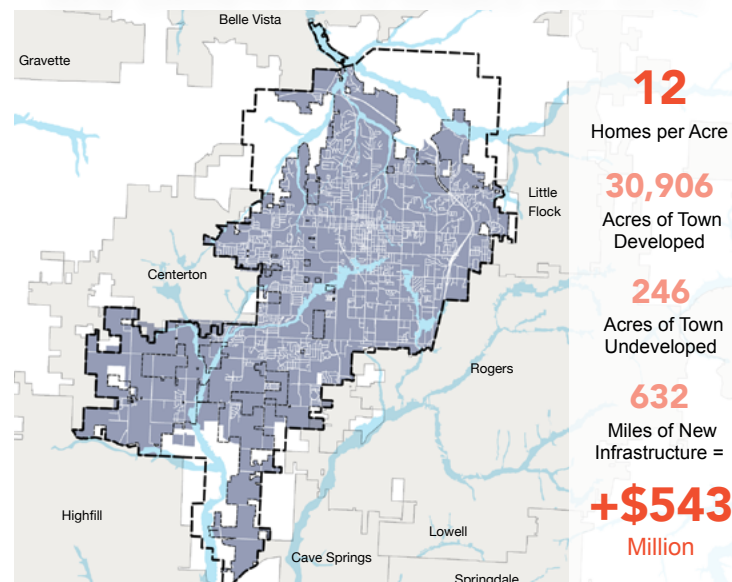 Belle Vista
Gravette
Little
Flock
Centerton
Rogers
Highfill
Lowell
Cave Springs
Springdale
12
Homes per Acre
30,906
Acres of Town
Developed
246
Acres of Town
Undeveloped
632
Miles of New
Infrastructure =
+$543
Million